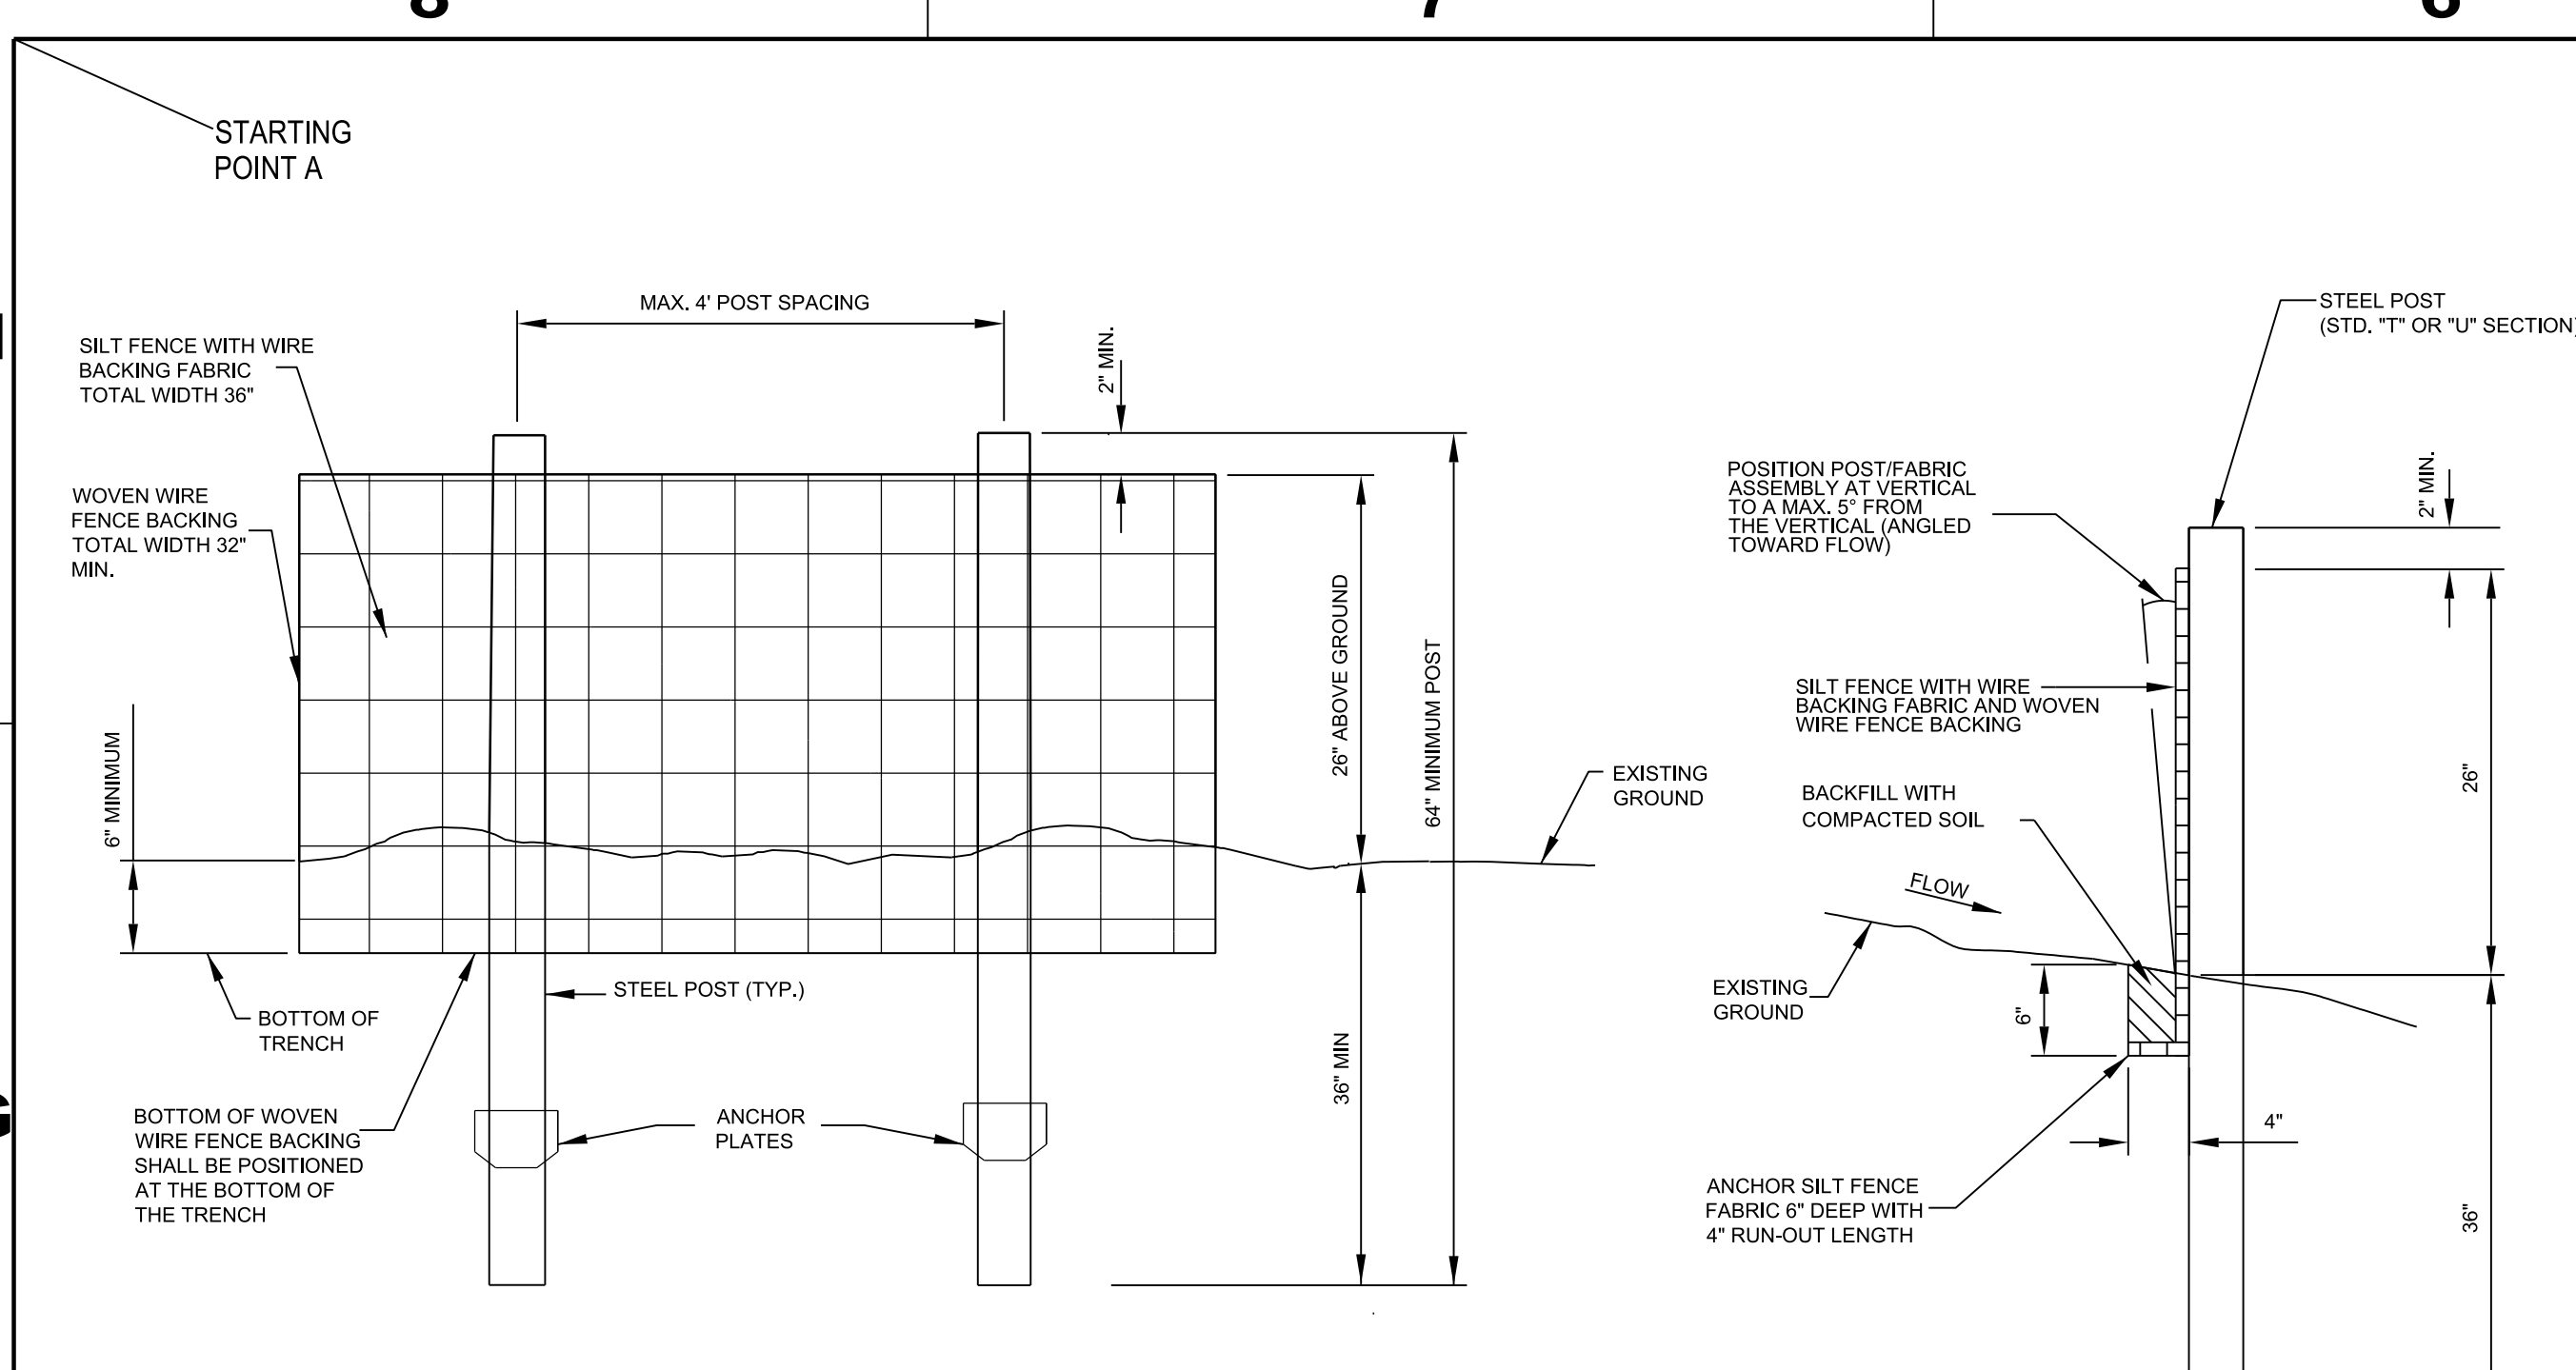 8
7
6
STARTING
POINT A
MAX. 4' POST SPACING
SILT FENCE WITH WIRE
BACKING FABRIC
TOTAL WIDTH 36"
2" MIN.
WOVEN WIRE
FENCE BACKING
TOTAL WIDTH 32"
MIN.
6" MINIMUM
26" ABOVE GROUND
64" MINIMUM POST
EXISTING
GROUND
STEEL POST (TYP.)
BOTTOM OF
TRENCH
36" MIN
BOTTOM OF WOVEN
WIRE FENCE BACKING
SHALL BE POSITIONED
AT THE BOTTOM OF
THE TRENCH
ANCHOR
PLATES
STEEL POST
(STD. "T" OR "U" SECTION)
POSITION POST/FABRIC
ASSEMBLY AT VERTICAL
TO A MAX. 5° FROM
THE VERTICAL (ANGLED
TOWARD FLOW)
2" MIN.
SILT FENCE WITH WIRE
BACKING FABRIC AND WOVEN
WIRE FENCE BACKING
26"
BACKFILL WITH
COMPACTED SOIL
FLOW
EXISTING
GROUND
6"
4"
ANCHOR SILT FENCE
FABRIC 6" DEEP WITH
4" RUN-OUT LENGTH
36"
G